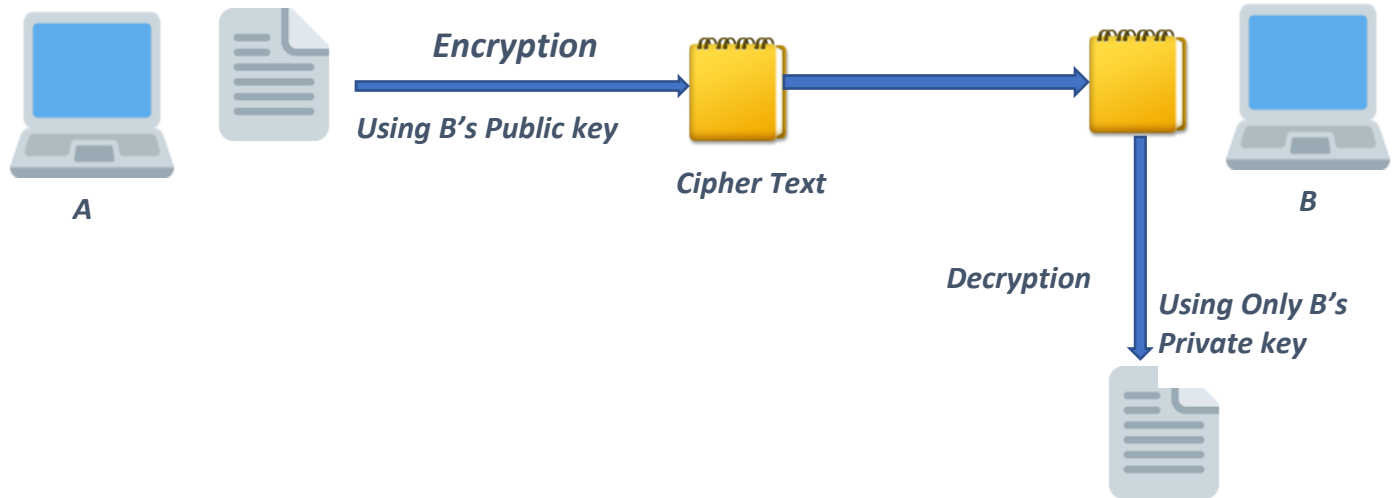 Encryption
Using B’s Public key
Cipher Text
A
B
Decryption
Using Only B’s
Private key